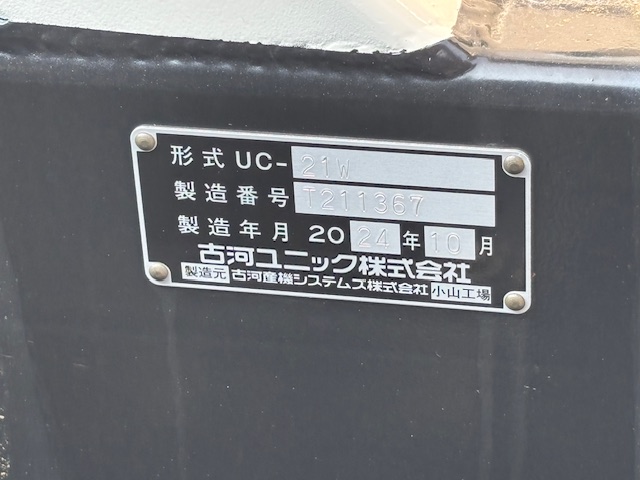 形式 UC-21W
製造番号 T211367
製造年月 2024年10月
古河ユニック株式会社
製造元 古河産機システムズ株式会社 小山工場